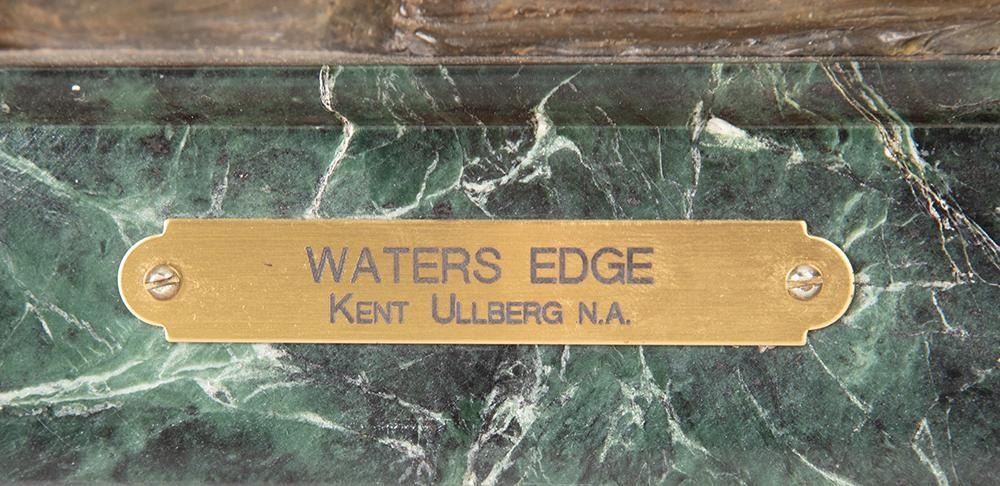 WATERS EDGE
KENT ULLBERG N.A.